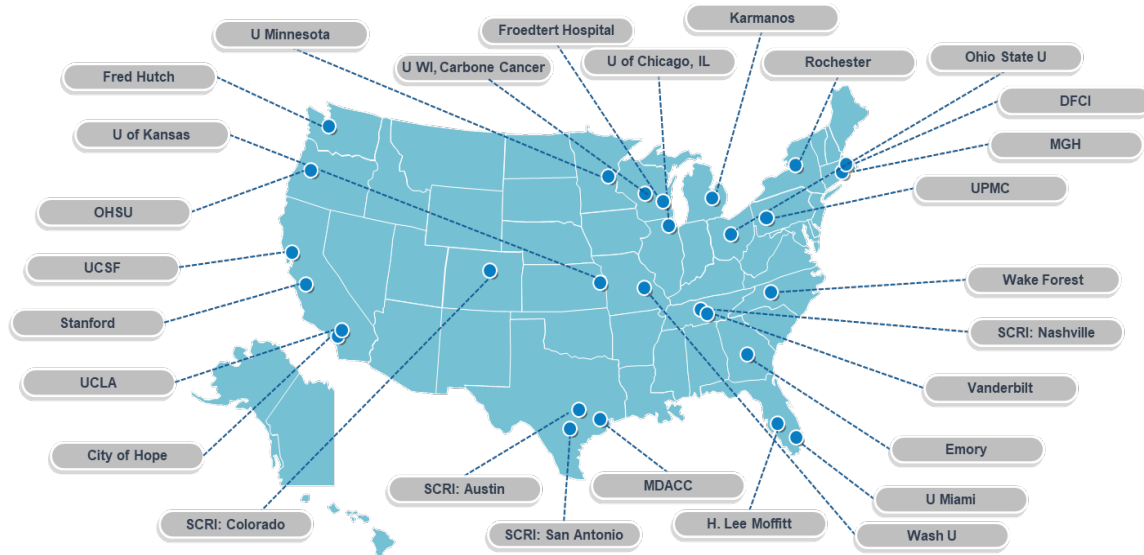 Karmanos
Froedtert Hospital
U Minnesota
Ohio State U
U WI, Carbone Cancer
U of Chicago, IL
Rochester
Fred Hutch
DFCI
U of Kansas
MGH
UPMC
OHSU
UCSF
Wake Forest
Stanford
SCRI: Nashville
UCLA
Vanderbilt
City of Hope
Emory
SCRI: Austin
MDACC
U Miami
SCRI: Colorado
H. Lee Moffitt
SCRI: San Antonio
Wash U